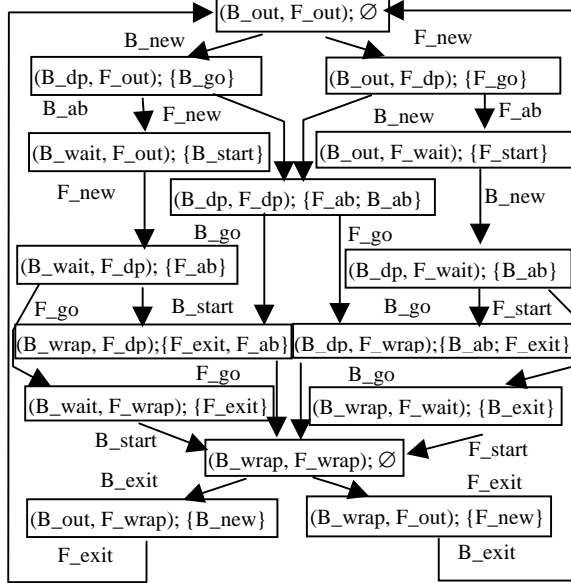 (B_out, F_out); ∅
B_new F_new
(B_dp, F_out); {B_go} (B_out, F_dp); {F_go}
B_ab F_new B_new F_ab
(B_wait, F_out); {B_start} (B_out, F_wait); {F_start}
F_new (B_dp, F_dp); {F_ab; B_ab} B_new
B_go F_go
(B_wait, F_dp); {F_ab} (B_dp, F_wait); {B_ab}
F_go B_start B_go F_start
(B_wrap, F_dp);{F_exit, F_ab} (B_dp, F_wrap);{B_ab; F_exit}
F_go B_go
(B_wait, F_wrap); {F_exit} (B_wrap, F_wait); {B_exit}
B_start (B_wrap, F_wrap); ∅ F_start
B_exit F_exit
(B_out, F_wrap); {B_new} (B_wrap, F_out); {F_new}
F_exit B_exit